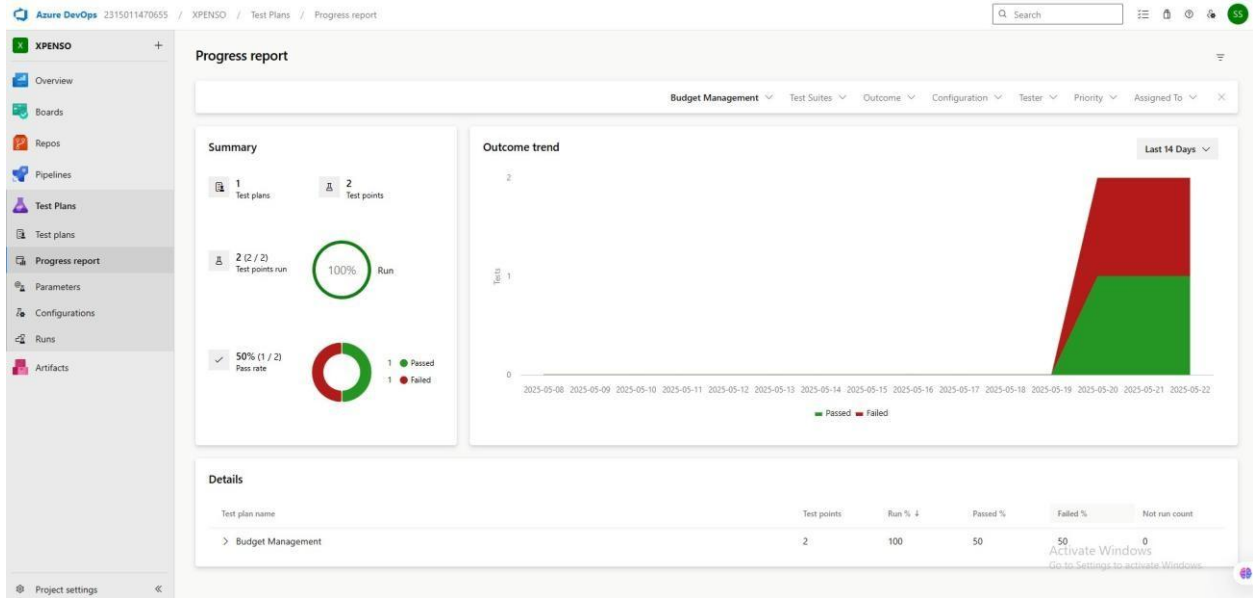 Azure DevOps 2315011470655 / XPENSO / Test Plans / Progress report
Search
SS
X XPENSO +
Overview
Boards
Repos
Pipelines
Test Plans
Test plans
Progress report
Parameters
Configurations
Runs
Artifacts
Project settings
Progress report
Budget Management Test Suites Outcome Configuration Tester Priority Assigned To
Summary
1
Test plans
2
Test points
2 (2 / 2)
Test points run
100%
Run
50% (1 / 2)
Pass rate
1 Passed
1 Failed
Outcome trend
Last 14 Days
2
Tests
1
0
2025-05-08 2025-05-09 2025-05-10 2025-05-11 2025-05-12 2025-05-13 2025-05-14 2025-05-15 2025-05-16 2025-05-17 2025-05-18 2025-05-19 2025-05-20 2025-05-21 2025-05-22
Passed Failed
Details
Test plan name Test points Run % ↓ Passed % Failed % Not run count
> Budget Management 2 100 50 50 0
Activate Windows
Go to Settings to activate Windows.